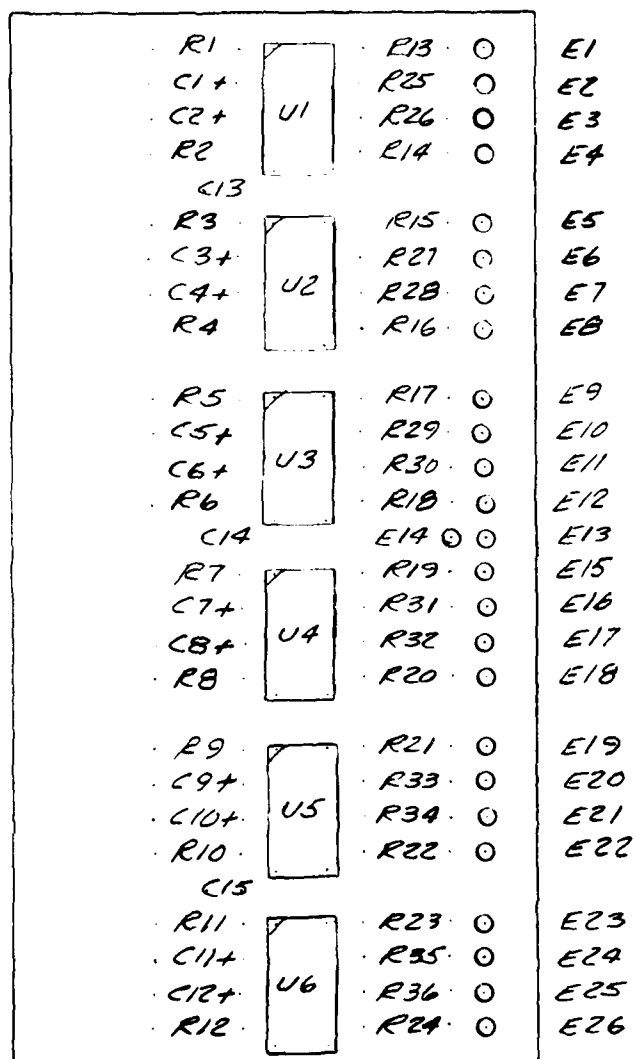 R1 R13 E1
C1+ R25 E2
C2+ U1 R26 E3
R2 R14 E4
C13
R3 R15 E5
C3+ R27 E6
C4+ U2 R28 E7
R4 R16 E8
R5 R17 E9
C5+ R29 E10
C6+ U3 R30 E11
R6 R18 E12
C14 E14 E13
R7 R19 E15
C7+ R31 E16
C8+ U4 R32 E17
R8 R20 E18
R9 R21 E19
C9+ R33 E20
C10+ U5 R34 E21
R10 R22 E22
C15
R11 R23 E23
C11+ R35 E24
C12+ U6 R36 E25
R12 R24 E26